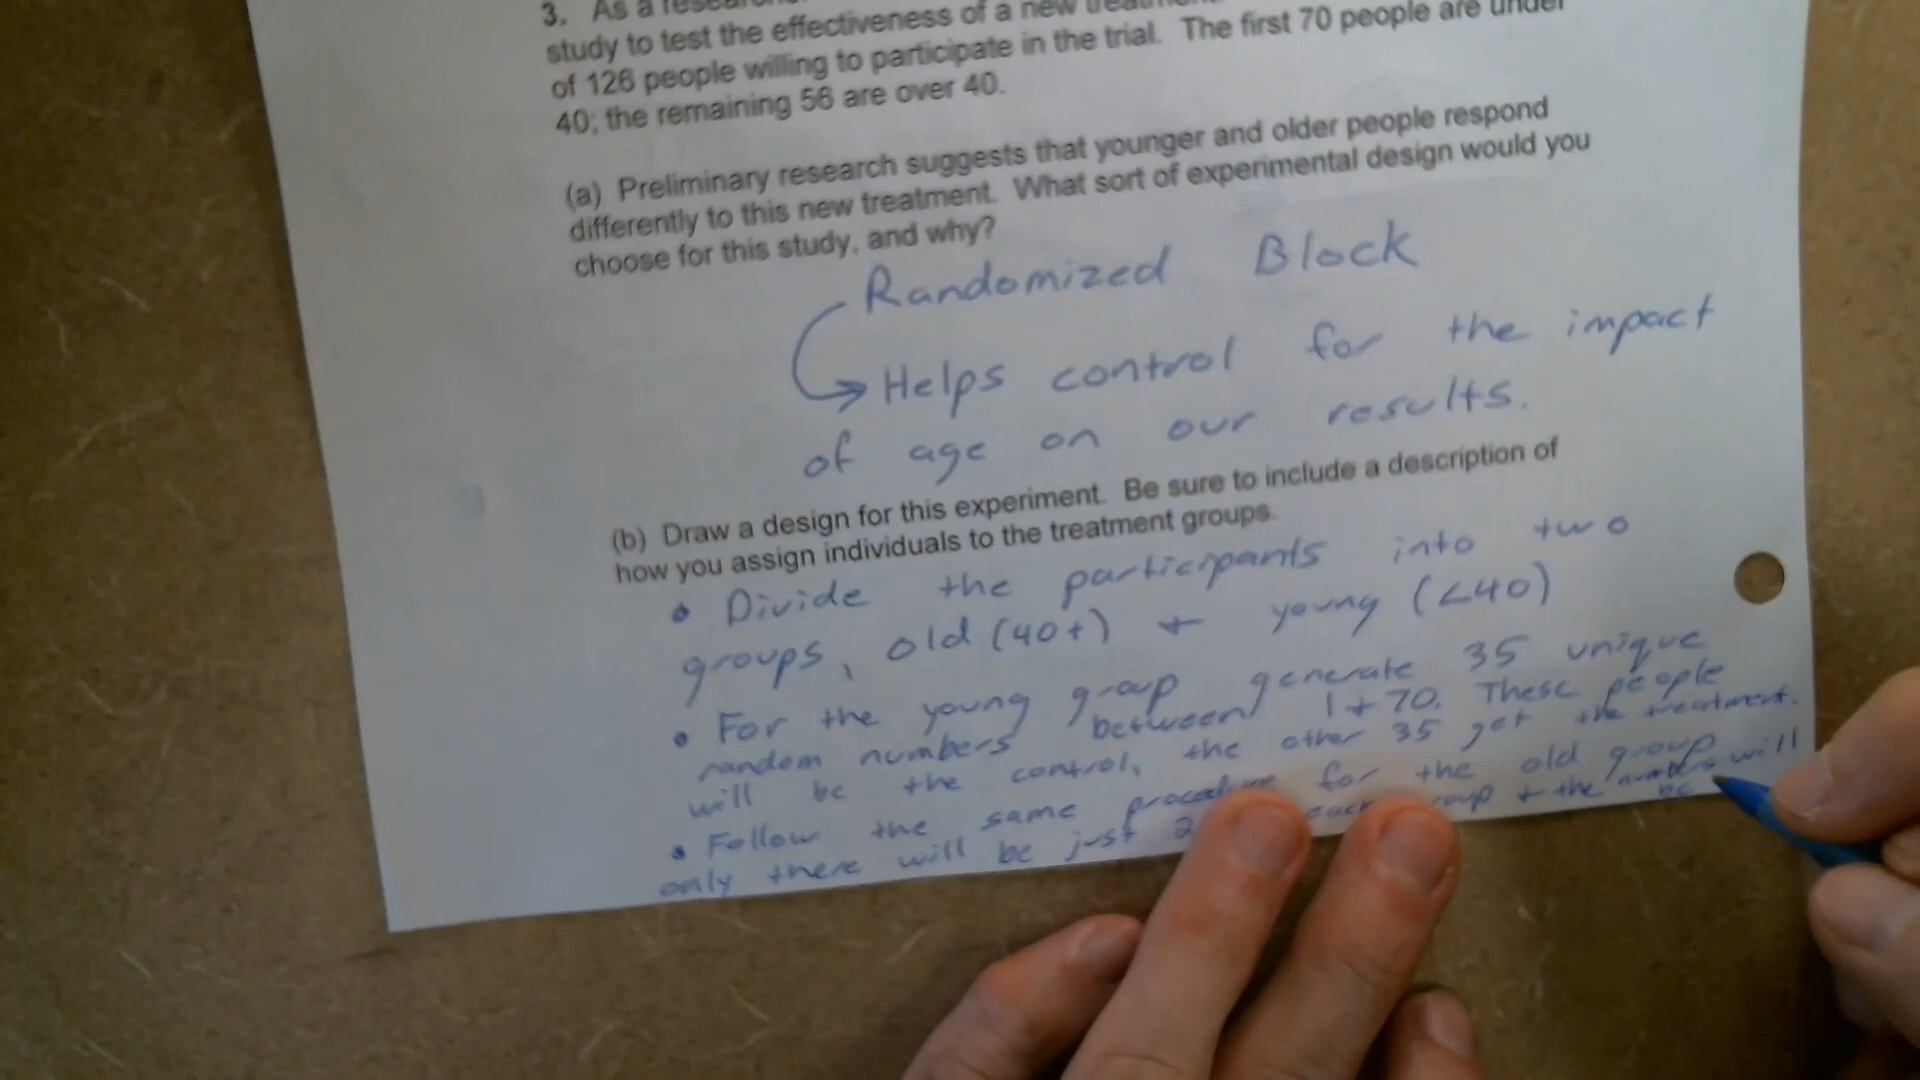 3. As a
study to test the effectiveness of a new
of 126 people willing to participate in the trial. The first 70 people are under
40; the remaining 56 are over 40.
(a) Preliminary research suggests that younger and older people respond
differently to this new treatment. What sort of experimental design would you
choose for this study, and why?
Randomized Block
Helps control for the impact
of age on our results.
(b) Draw a design for this experiment. Be sure to include a description of
how you assign individuals to the treatment groups.
• Divide the participants into two
groups, old (40+) + young (<40)
• For the young group generate 35 unique
random numbers between 1 + 70. These people
will be the control, the other 35 get the treatment.
• Follow the same procedure for the old group
only there will be just each + the numbers will
be